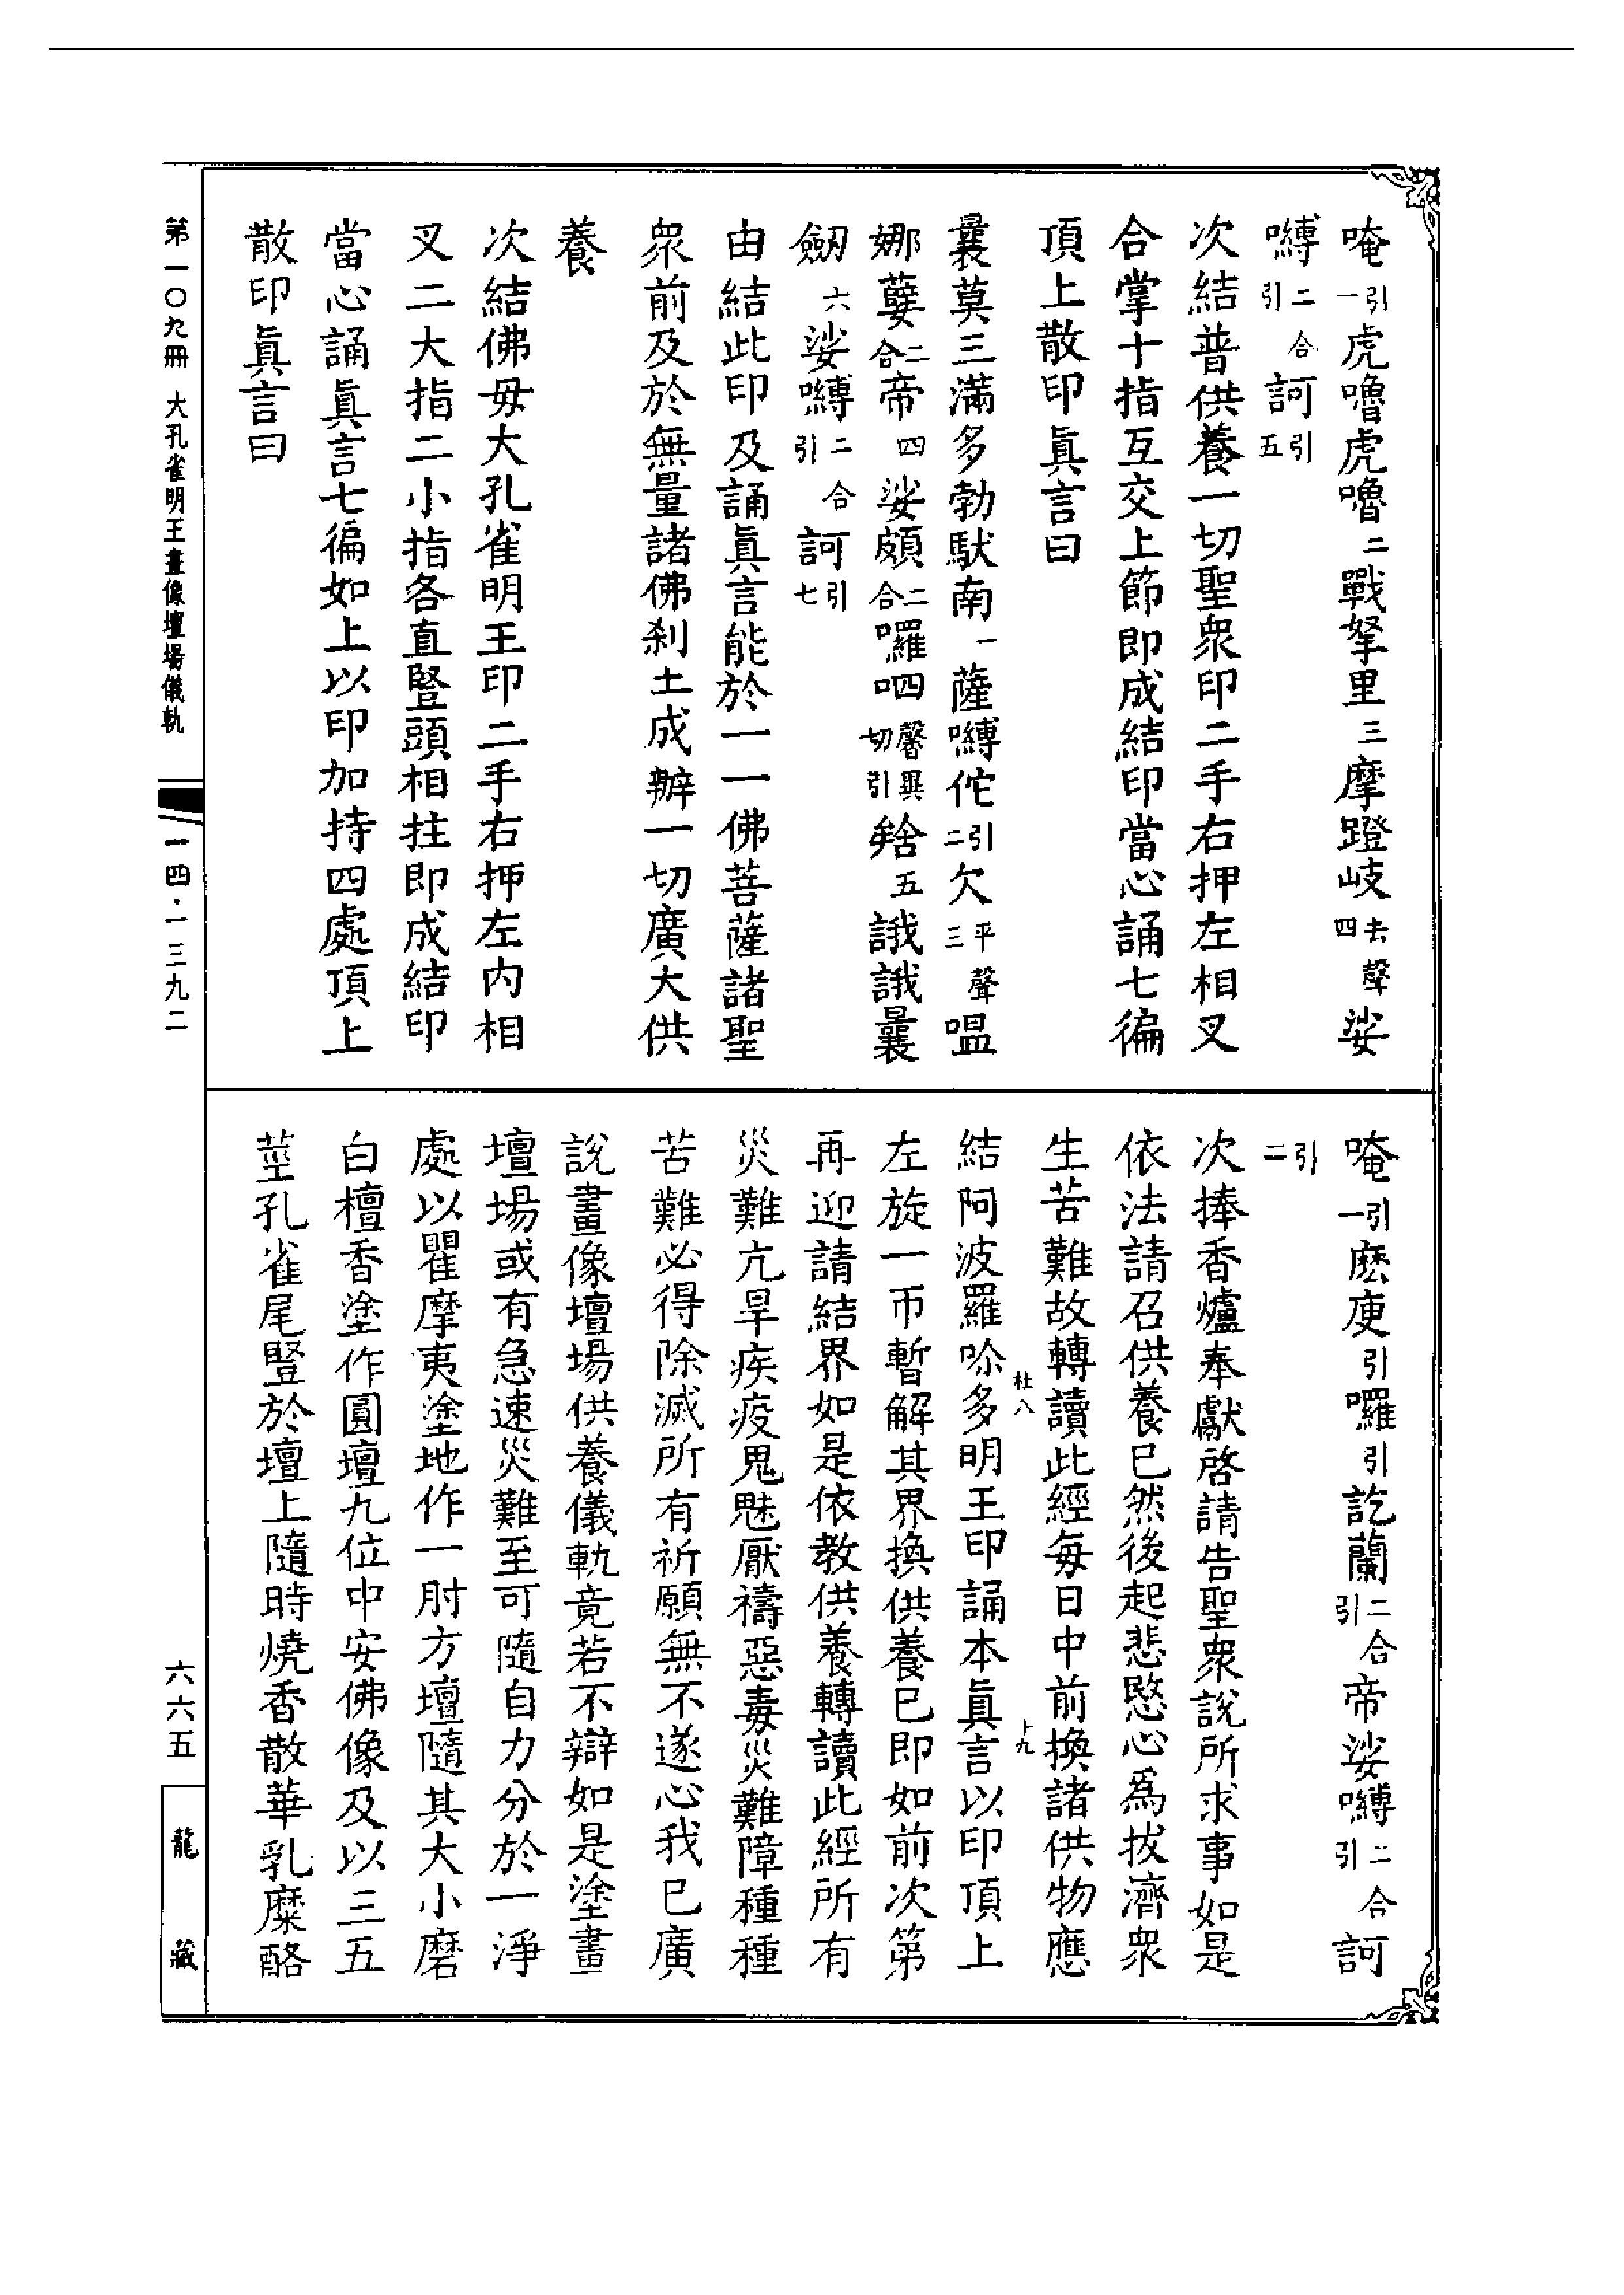 唵引一虎嚕虎嚕二戰拏里三摩蹬岐去聲四娑
嚩二合引訶引五
次結普供養一切聖衆印二手右押左相叉
合掌十指互交上節即成結印當心誦七徧
頂上散印眞言曰
曩莫三滿多勃馱南一薩嚩佗引二欠平聲三嗢
娜蘖二合帝四娑頗二合囉呬馨異切引㿽五誐誐曩
劒六娑嚩二合引訶引七
由結此印及誦眞言能於一一佛菩薩諸聖
衆前及於無量諸佛刹土成辦一切廣大供
養
次結佛毋大孔雀明王印二手右押左內相
叉二大指二小指各直豎頭相拄即成結印
當心誦眞言七徧如上以印加持四處頂上
散印眞言曰
唵引一麽庾引囉引訖蘭二合引帝娑嚩二合引訶
引二
次捧香爐奉獻啓請告聖衆說所求事如是
依法請召供養已然後起悲愍心爲拔濟衆
生苦難故轉讀此經每日中前換諸供物應
杜八
卜九
結阿波羅㖶多明王印誦本眞言以印頂上
左旋一帀暫解其界換供養已即如前次第
再迎請結界如是依教供養轉讀此經所有
災難亢旱疾疫鬼魅厭禱惡毒災難障種種
苦難必得除滅所有祈願無不遂心我已廣
說畫像壇場供養儀軌竟若不辯如是塗畫
壇場或有急速災難至可隨自力分於一淨
處以瞿摩夷塗地作一肘方壇隨其大小磨
白檀香塗作圓壇九位中安佛像及以三五
莖孔雀尾豎於壇上隨時燒香散華乳糜酪
第一〇九冊 大孔雀明王畫像壇場儀軌
一四·一三九二
六六五
龍藏